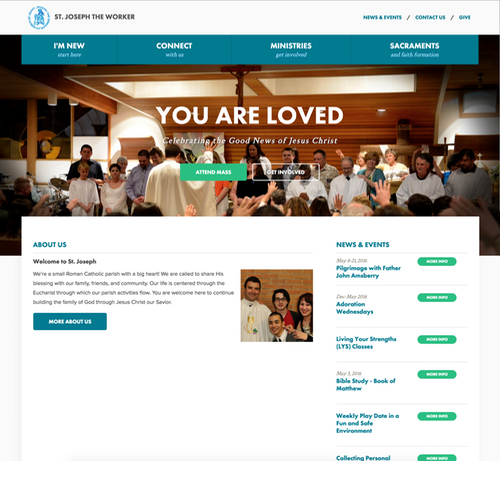 ST. JOSEPH THE WORKER
NEWS & EVENTS / CONTACT US / GIVE
I'M NEW
start here
CONNECT
with us
MINISTRIES
get involved
SACRAMENTS
and faith formation
YOU ARE LOVED
Celebrating the Good News of Jesus Christ
ATTEND MASS
GET INVOLVED
ABOUT US
Welcome to St. Joseph
We're a small Roman Catholic parish with a big heart! We are called to share His
blessing with our family, friends, and community. Our life is centered through the
Eucharist through which our parish activities flow. You are welcome here to continue
building the family of God through Jesus Christ our Savior.
MORE ABOUT US
NEWS & EVENTS
May 8-21, 2016
Pilgrimage with Father
John Amsberry
MORE INFO
Dec-May 2016
Adoration
Wednesdays
MORE INFO
Living Your Strengths
(LYS) Classes
MORE INFO
May 3, 2016
Bible Study - Book of
Matthew
MORE INFO
Weekly Play Date in a
Fun and Safe
Environment
MORE INFO
Collecting Personal
MORE INFO